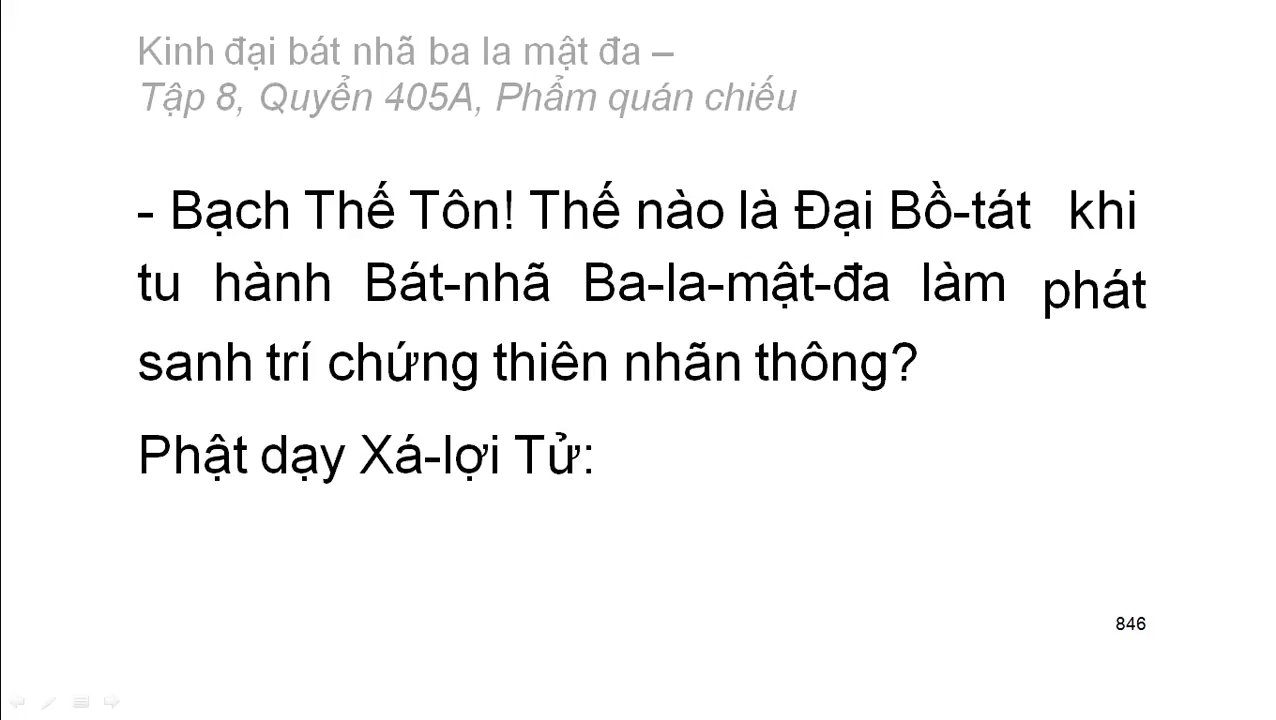 Kinh đại bát nhã ba la mật đa –
Tập 8, Quyển 405A, Phẩm quán chiếu
- Bạch Thế Tôn! Thế nào là Đại Bồ-tát khi
tu hành Bát-nhã Ba-la-mật-đa làm phát
sanh trí chứng thiên nhãn thông?
Phật dạy Xá-lợi Tử:
846